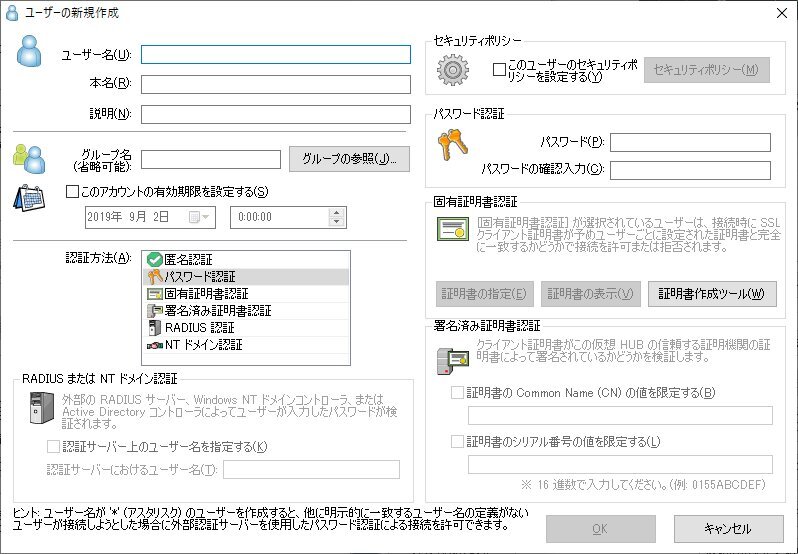 ユーザーの新規作成
ユーザー名(U):
本名(R):
説明(N):
グループ名
(省略可能):
グループの参照(J)...
このアカウントの有効期限を設定する(S)
2019年 9月 2日
0:00:00
認証方法(A):
匿名認証
パスワード認証
固有証明書認証
署名済み証明書認証
RADIUS 認証
NT ドメイン認証
RADIUS または NT ドメイン認証
外部の RADIUS サーバー、Windows NT ドメインコントローラ、または
Active Directory コントローラによってユーザーが入力したパスワードが検
証されます。
認証サーバー上のユーザー名を指定する(K)
認証サーバーにおけるユーザー名(T):
セキュリティポリシー
このユーザーのセキュリティポ
リシーを設定する(Y)
セキュリティポリシー(M)
パスワード認証
パスワード(P):
パスワードの確認入力(C):
固有証明書認証
[固有証明書認証] が選択されているユーザーは、接続時に SSL
クライアント証明書が予めユーザーごとに設定された証明書と完全
に一致するかどうかで接続を許可または拒否されます。
証明書の指定(E)
証明書の表示(V)
証明書作成ツール(W)
署名済み証明書認証
クライアント証明書がこの仮想 HUB の信頼する証明機関の証
明書によって署名されているかどうかを検証します。
証明書の Common Name (CN) の値を限定する(B)
証明書のシリアル番号の値を限定する(L)
※ 16 進数で入力してください。(例: 0155ABCDEF)
ヒント: ユーザー名が '*' (アスタリスク) のユーザーを作成すると、他に明示的に一致するユーザー名の定義がない
ユーザーが接続しようとした場合に外部認証サーバーを使用したパスワード認証による接続を許可できます。
OK
キャンセル